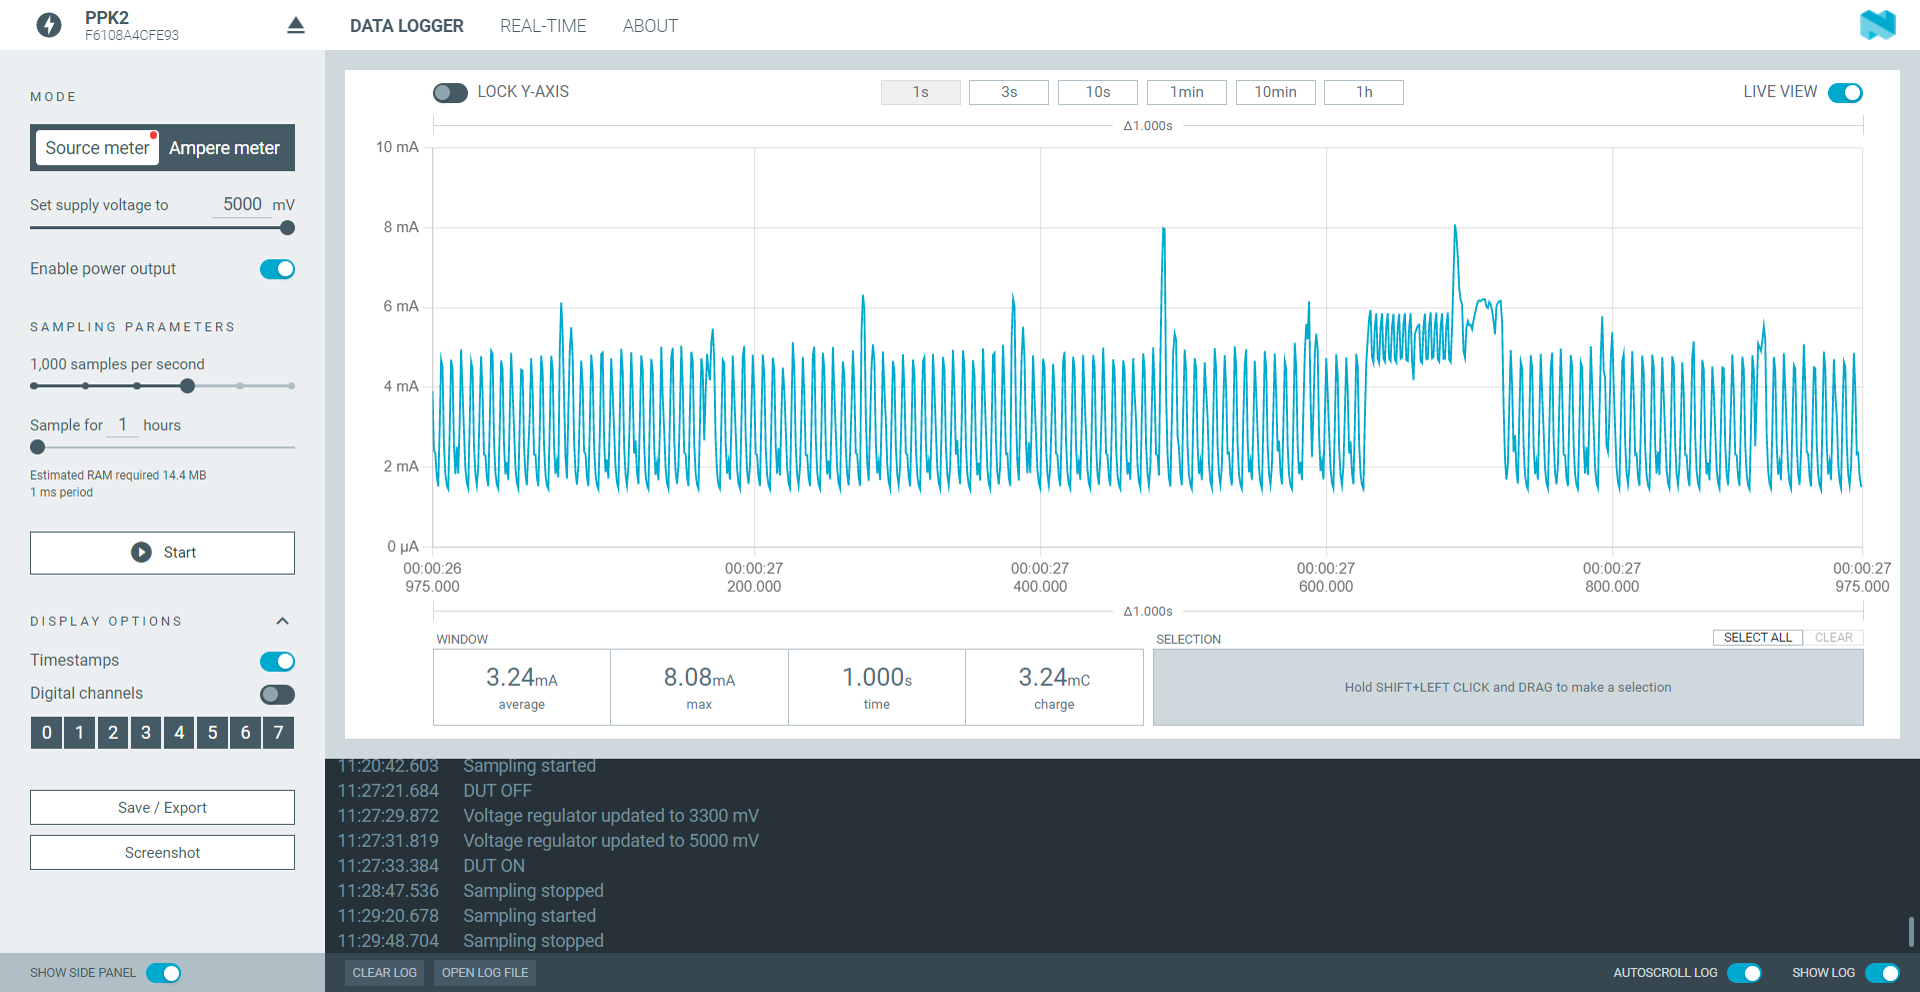 PPK2
F6108A4CFE93
DATA LOGGER REAL-TIME ABOUT
MODE
Source meter Ampere meter
Set supply voltage to 5000 mV
Enable power output
SAMPLING PARAMETERS
1,000 samples per second
Sample for 1 hours
Estimated RAM required 14.4 MB
1 ms period
Start
DISPLAY OPTIONS
Timestamps
Digital channels
0 1 2 3 4 5 6 7
Save / Export
Screenshot
SHOW SIDE PANEL
LOCK Y-AXIS 1s 3s 10s 1min 10min 1h LIVE VIEW
Δ1.000s
10 mA
8 mA
6 mA
4 mA
2 mA
0 μA
00:00:26 00:00:27 00:00:27 00:00:27 00:00:27 00:00:27
975.000 200.000 400.000 600.000 800.000 975.000
Δ1.000s
WINDOW SELECTION SELECT ALL CLEAR
3.24mA 8.08mA 1.000s 3.24mC
average max time charge
Hold SHIFT+LEFT CLICK and DRAG to make a selection
11:20:42.603 Sampling started
11:27:21.684 DUT OFF
11:27:29.872 Voltage regulator updated to 3300 mV
11:27:31.819 Voltage regulator updated to 5000 mV
11:27:33.384 DUT ON
11:28:47.536 Sampling stopped
11:29:20.678 Sampling started
11:29:48.704 Sampling stopped
CLEAR LOG OPEN LOG FILE AUTOSCROLL LOG SHOW LOG